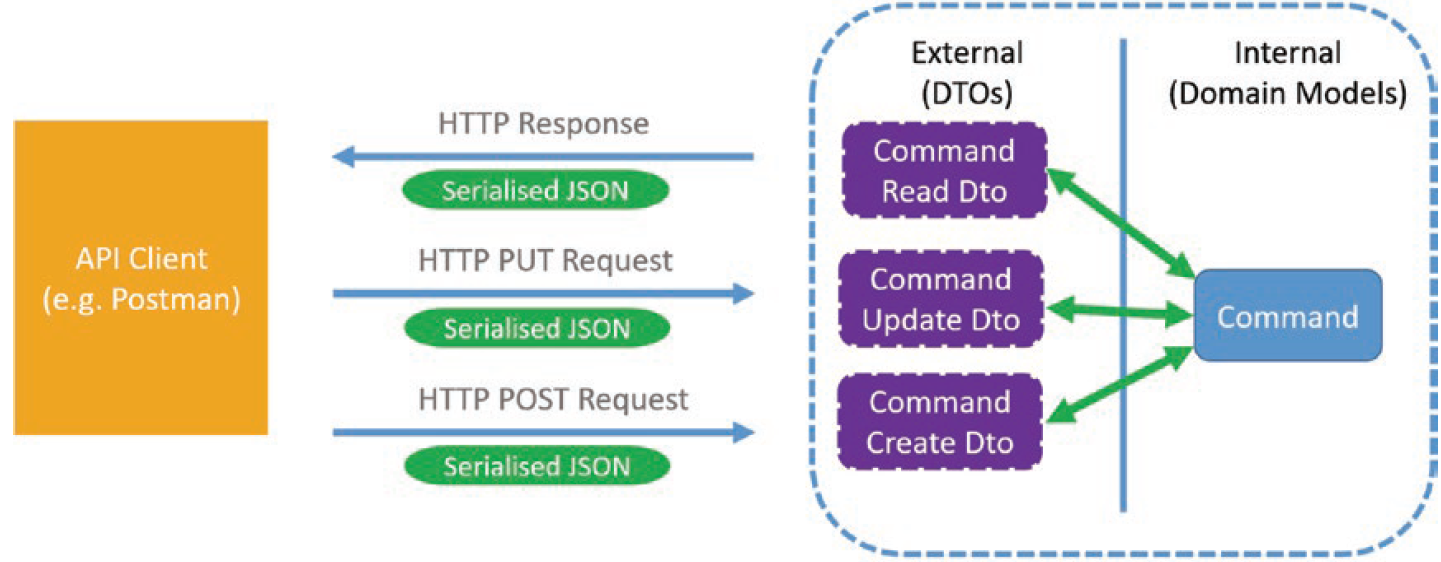 API Client
(e.g. Postman)
HTTP Response
Serialised JSON
HTTP PUT Request
Serialised JSON
HTTP POST Request
Serialised JSON
External
(DTOs)
Command
Read Dto
Command
Update Dto
Command
Create Dto
Internal
(Domain Models)
Command